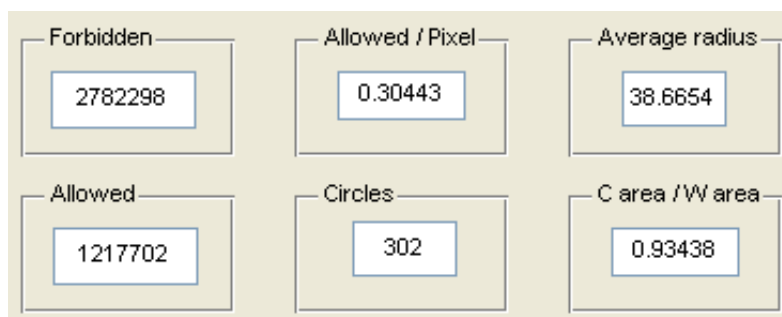 Forbidden Allowed / Pixel Average radius
2782298 0.30443 38.6654
Allowed Circles C area / W area
1217702 302 0.93438